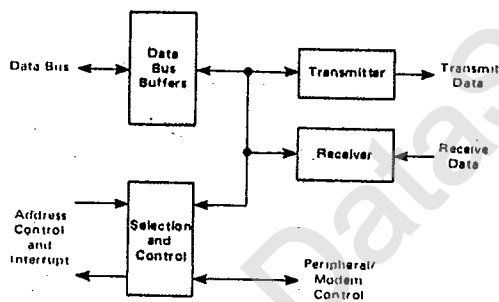 Data Bus
Data
Bus
Buffers
Transmitter
Transmit
Data
Receiver
Receive
Data
Address
Control
and
Interrupt
Selection
and
Control
Peripheral/
Modem
Control
Datas